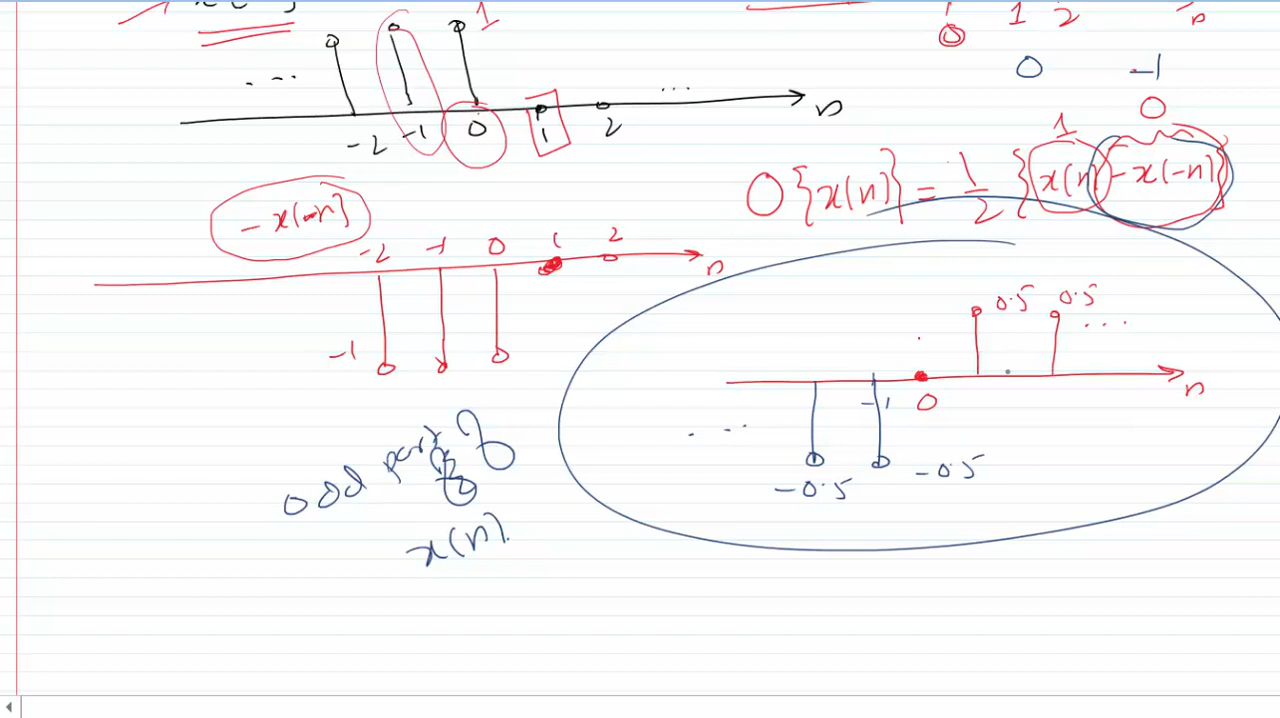 1
1 2 n
0 -1
... ...
-2 -1 0 1 2 n
1 0
O{x(n)} = 1/2 {x(n) - x(-n)}
- x(-n)
-2 -1 0 1 2 n
-1
0.5 0.5 ...
-1 0 n
...
-0.5 -0.5
odd part of
x(n).